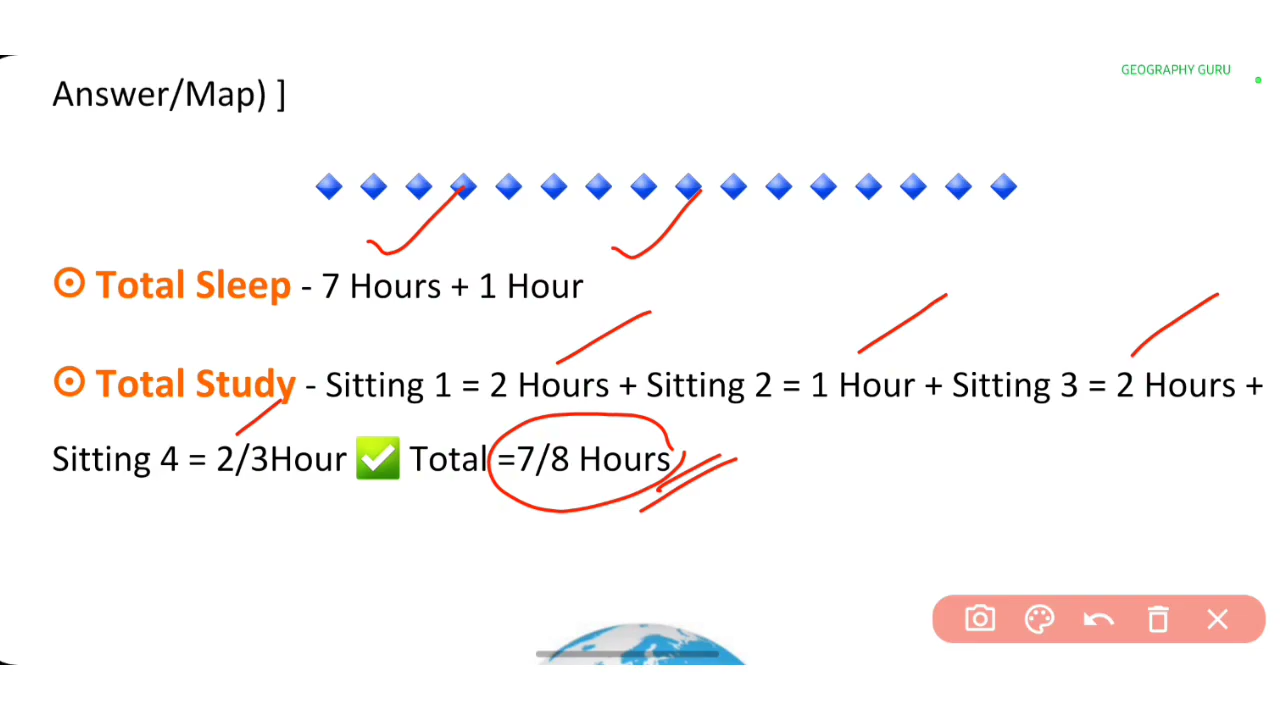 GEOGRAPHY GURU
Answer/Map) ]
Total Sleep - 7 Hours + 1 Hour
Total Study - Sitting 1 = 2 Hours + Sitting 2 = 1 Hour + Sitting 3 = 2 Hours +
Sitting 4 = 2/3Hour ✅ Total =7/8 Hours